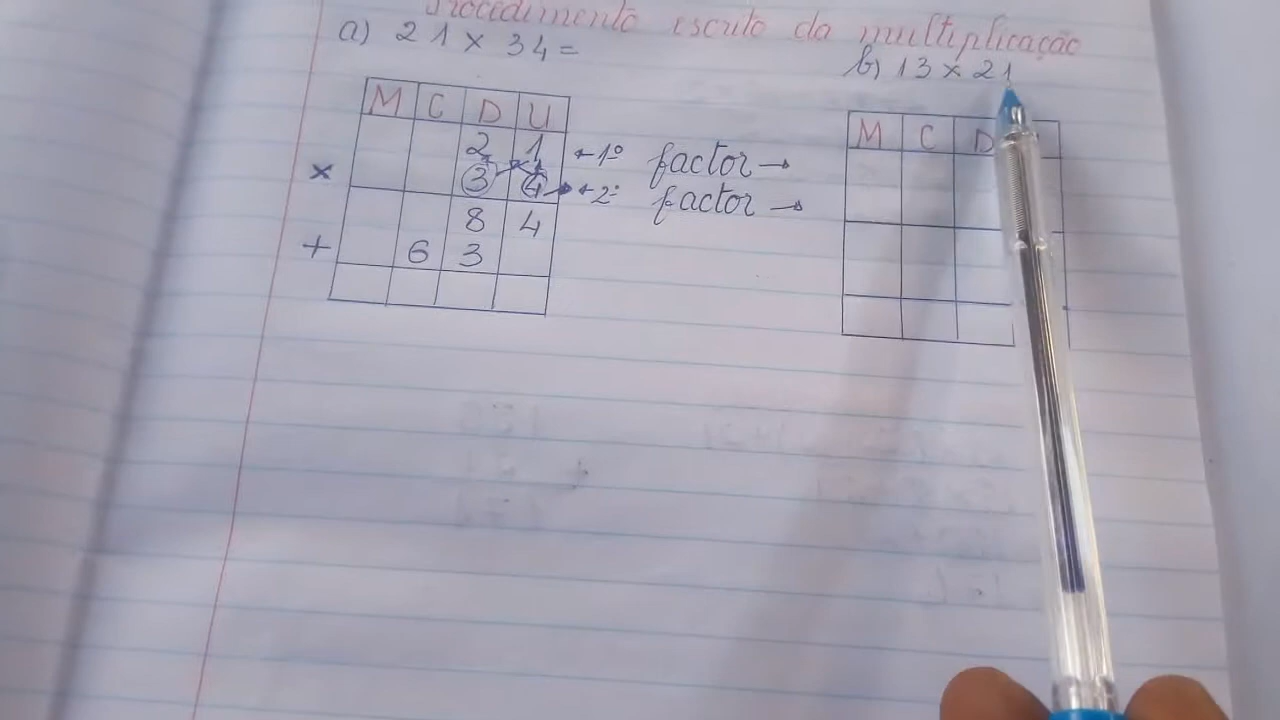 Procedimento escrito da multiplicação
a) 21 x 34 =
b) 13 x 21
M C D U
2 1 ← 1º factor →
x 3 4 ← 2º factor →
8 4
+ 6 3
M C D